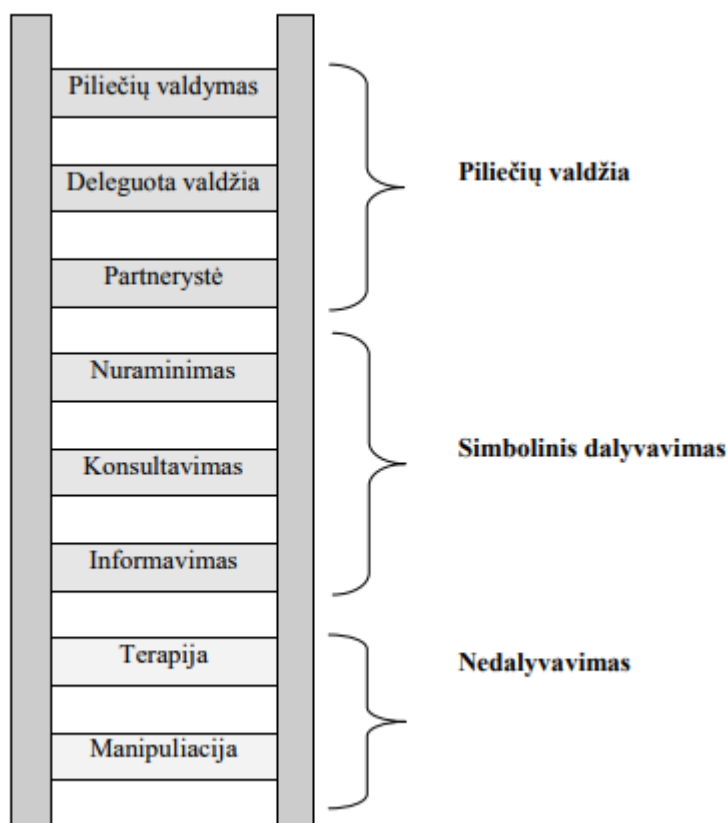 Piliečių valdymas
Deleguota valdžia
Partnerystė
Piliečių valdžia
Nuraminimas
Konsultavimas
Informavimas
Simbolinis dalyvavimas
Terapija
Manipuliacija
Nedalyvavimas